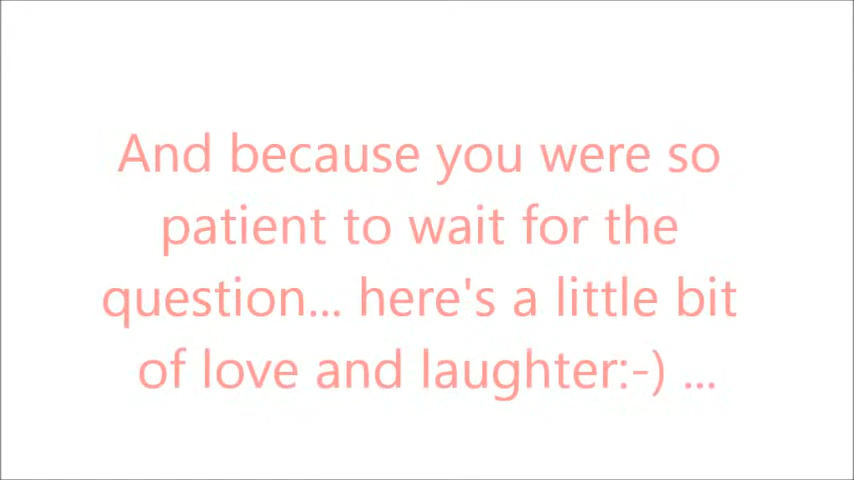 And because you were so
patient to wait for the
question... here's a little bit
of love and laughter:-) ...